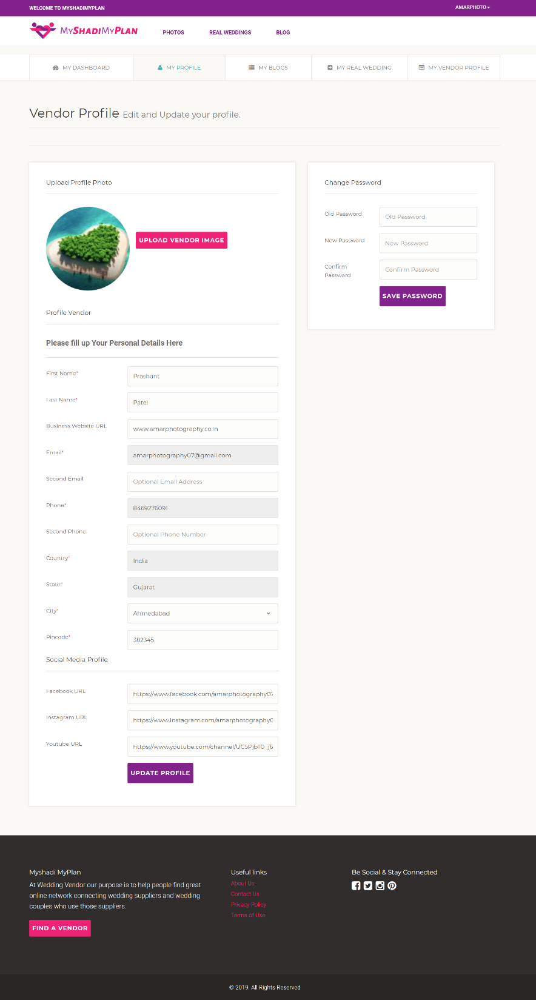 WELCOME TO MYSHADIMYPLAN
AMARPHOTO
MYSHADIMYPLAN
PHOTOS
REAL WEDDINGS
BLOG
MY DASHBOARD
MY PROFILE
MY BLOGS
MY REAL WEDDING
MY VENDOR PROFILE
Vendor Profile Edit and Update your profile.
Upload Profile Photo
UPLOAD VENDOR IMAGE
Profile Vendor
Please fill up Your Personal Details Here
First Name*
Prashant
Last Name*
Patel
Business Website URL
www.amarphotography.co.in
Email*
amarphotography07@gmail.com
Second Email
Optional Email Address
Phone*
8469276091
Second Phone
Optional Phone Number
Country*
India
State*
Gujarat
City*
Ahmedabad
Pincode*
382345
Social Media Profile
Facebook URL
https://www.facebook.com/amarphotography07
Instagram URL
https://www.instagram.com/amarphotography0
Youtube URL
https://www.youtube.com/channel/UC5PjbT0_j6
UPDATE PROFILE
Change Password
Old Password
Old Password
New Password
New Password
Confirm
Password
Confirm Password
SAVE PASSWORD
Myshadi MyPlan
At Wedding Vendor our purpose is to help people find great
online network connecting wedding suppliers and wedding
couples who use those suppliers.
FIND A VENDOR
Useful links
About Us
Contact Us
Privacy Policy
Terms of Use
Be Social & Stay Connected
© 2019. All Rights Reserved